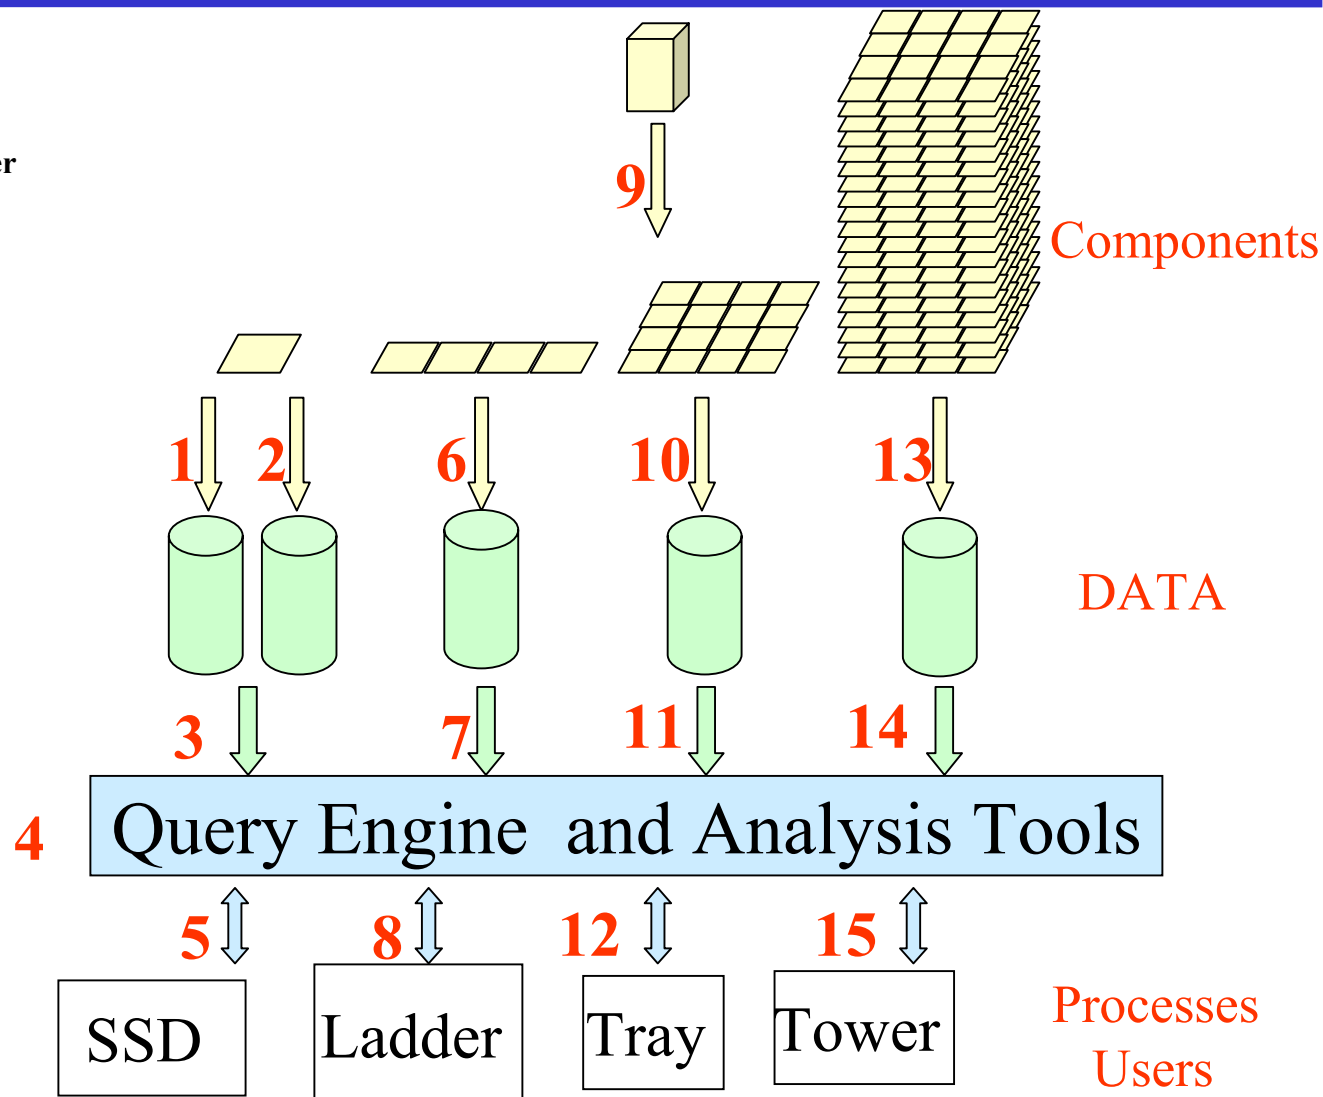 er
9
Components
1 2 6 10 13
DATA
3 7 11 14
4 Query Engine and Analysis Tools
5 8 12 15
SSD Ladder Tray Tower
Processes
Users